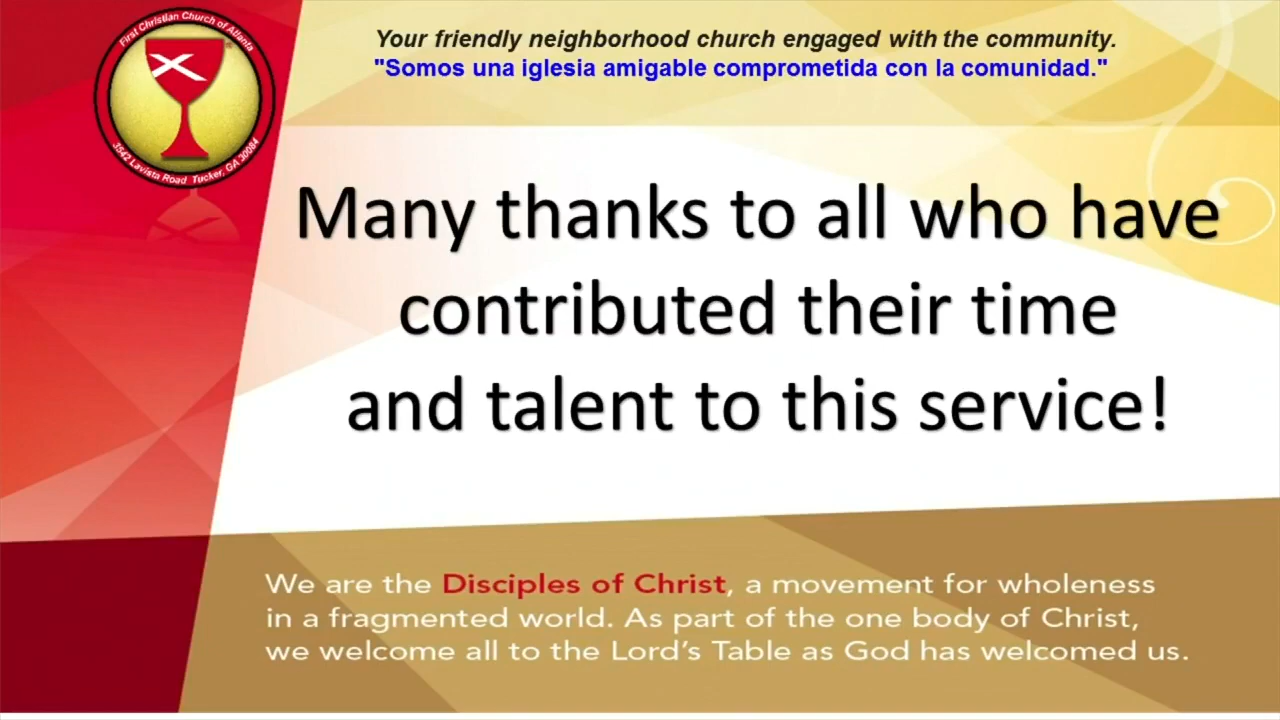 First Christian Church of Atlanta
3542 Lavista Road Tucker, GA 30084
Your friendly neighborhood church engaged with the community.
"Somos una iglesia amigable comprometida con la comunidad."
Many thanks to all who have
contributed their time
and talent to this service!
We are the Disciples of Christ, a movement for wholeness
in a fragmented world. As part of the one body of Christ,
we welcome all to the Lord's Table as God has welcomed us.